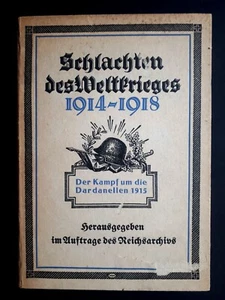 Schlachten
des Weltkrieges
1914-1918
Der Kampf um die
Dardanellen 1915
Herausgegeben
im Auftrage des Reichsarchivs